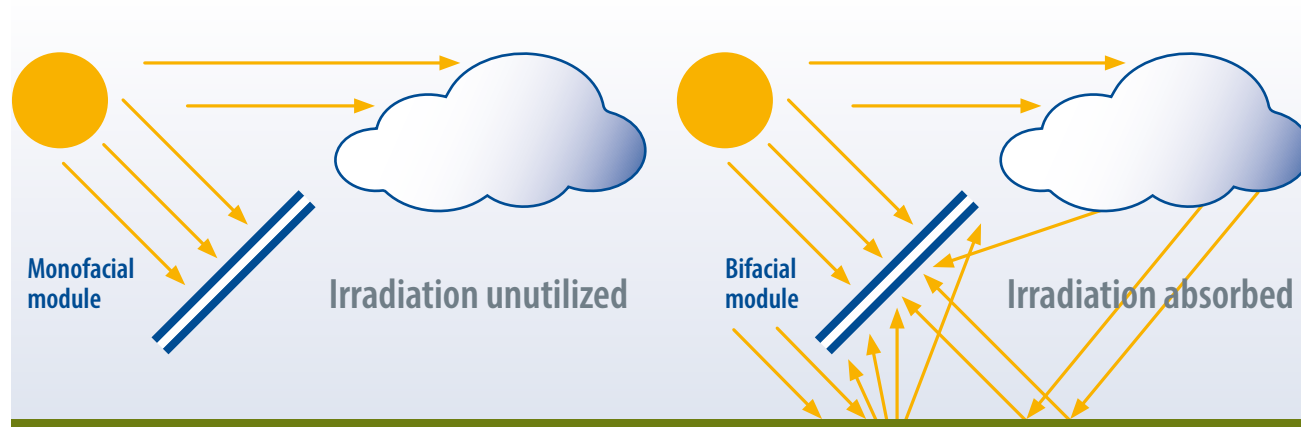 Monofacial
module
Irradiation unutilized
Bifacial
module
Irradiation absorbed